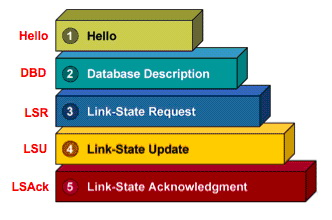 Hello 1 Hello
DBD 2 Database Description
LSR 3 Link-State Request
LSU 4 Link-State Update
LSAck 5 Link-State Acknowledgment